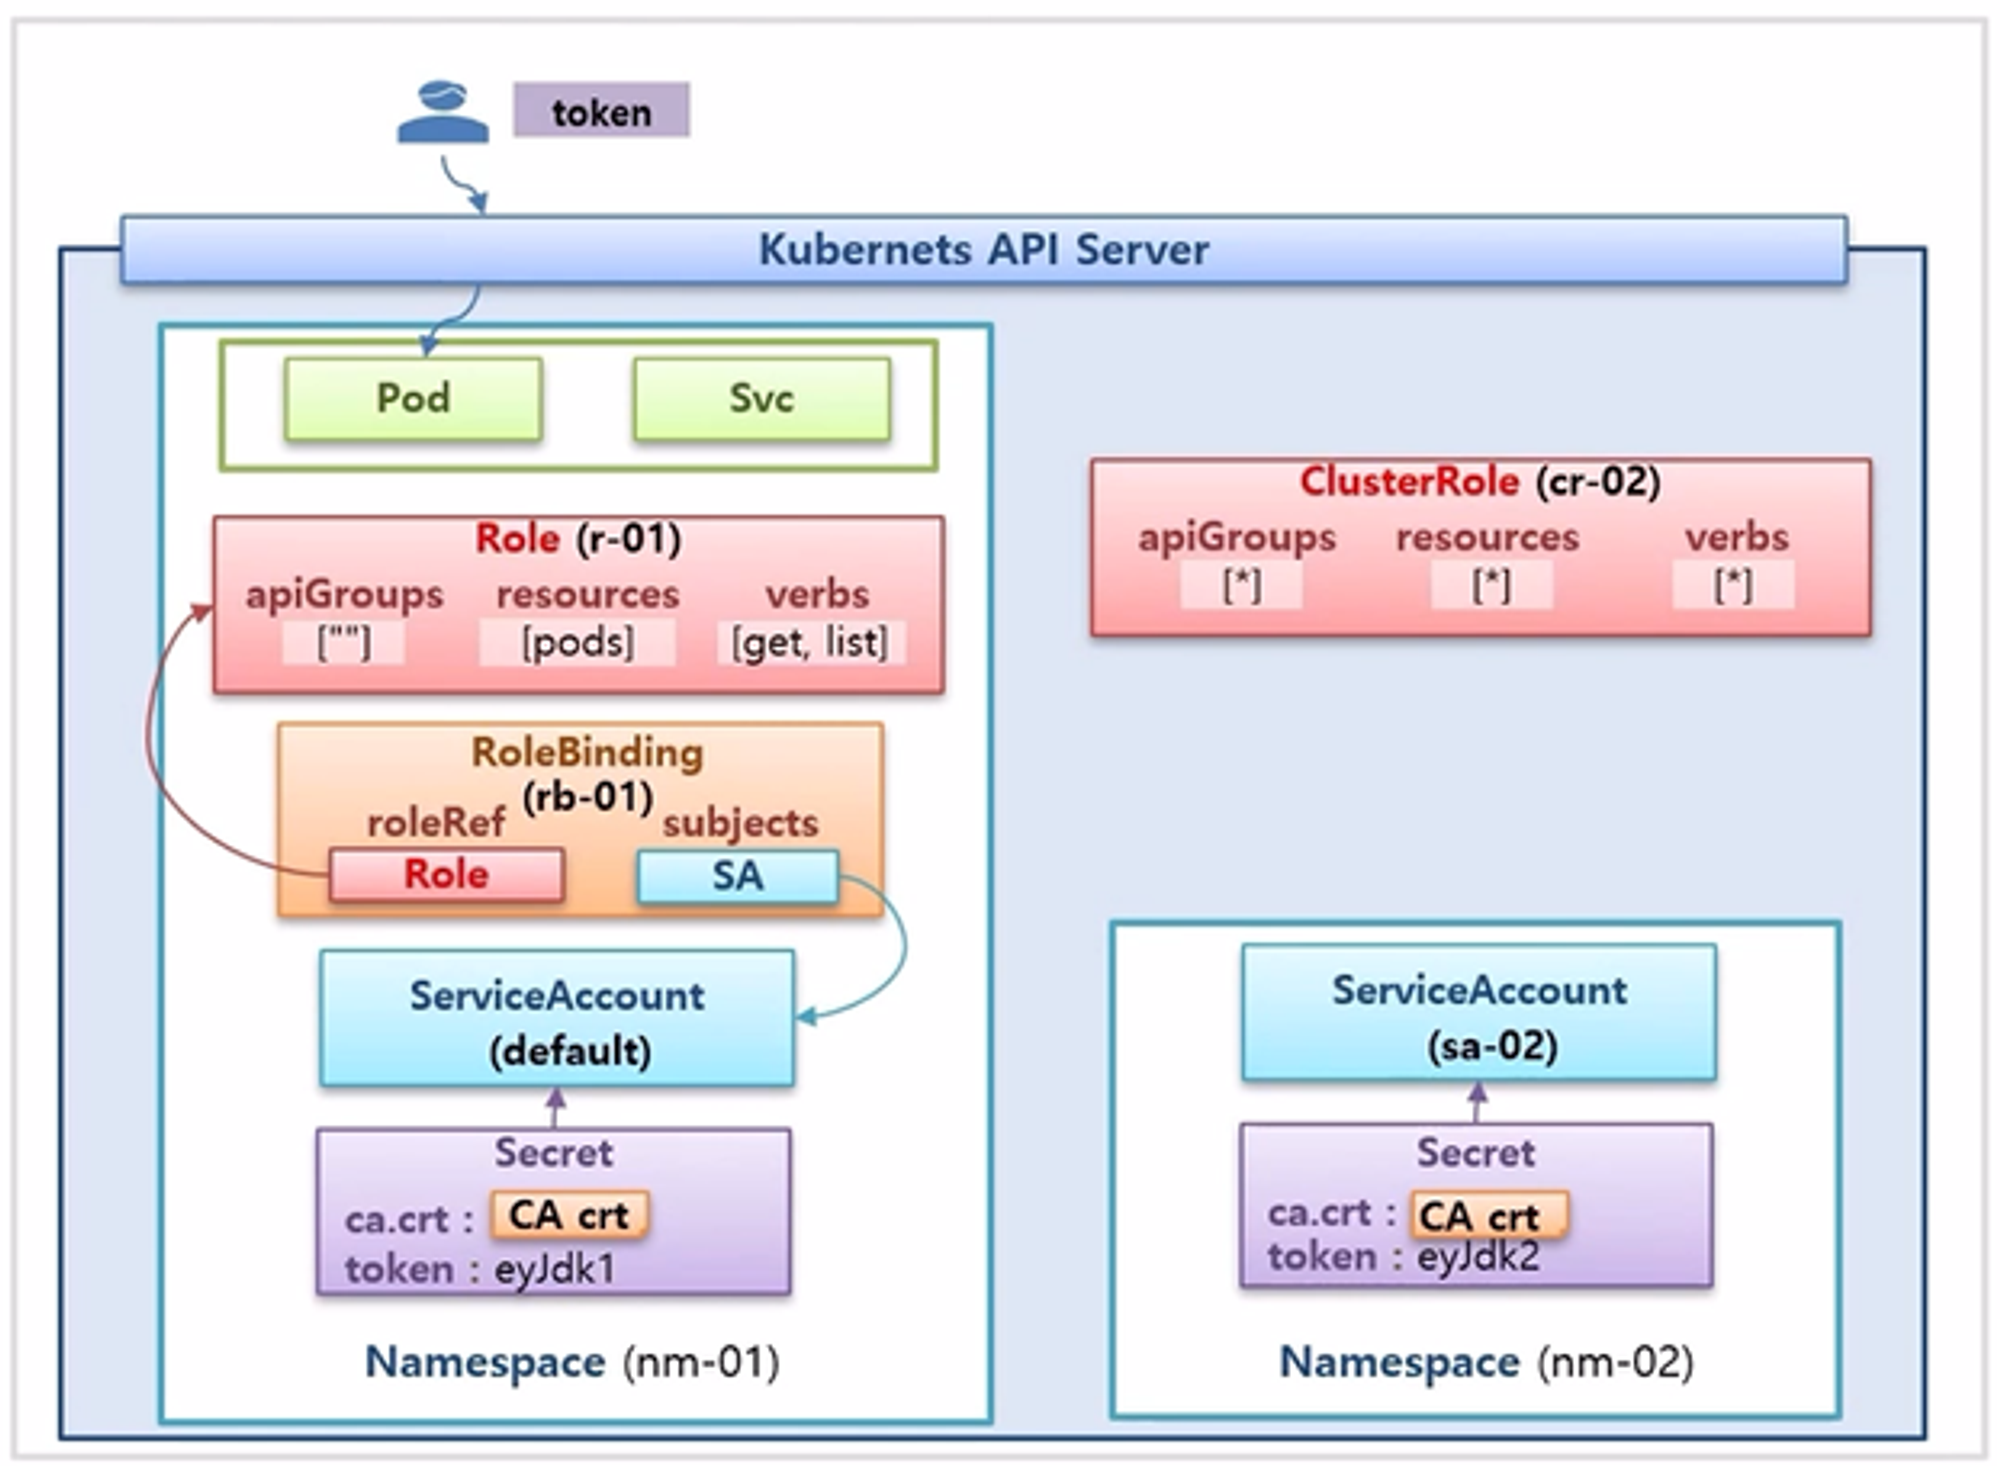 token
Kubernets API Server
Pod
Svc
Role (r-01)
apiGroups resources verbs
[""] [pods] [get, list]
RoleBinding
(rb-01)
roleRef subjects
Role SA
ServiceAccount
(default)
Secret
ca.crt : CA crt
token : eyJdk1
Namespace (nm-01)
ClusterRole (cr-02)
apiGroups resources verbs
[*] [*] [*]
ServiceAccount
(sa-02)
Secret
ca.crt : CA crt
token : eyJdk2
Namespace (nm-02)